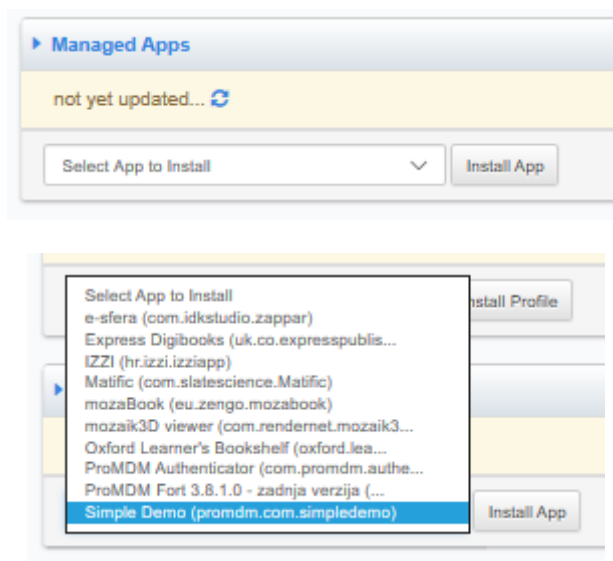 Managed Apps
not yet updated...
Select App to Install
Install App
Select App to Install
e-sfera (com.idkstudio.zappar)
Express Digibooks (uk.co.expresspublis...
IZZI (hr.izzi.izziapp)
Matific (com.slatescience.Matific)
mozaBook (eu.zengo.mozabook)
mozaik3D viewer (com.rendernet.mozaik3...
Oxford Learner's Bookshelf (oxford.lea...
ProMDM Authenticator (com.promdm.authe...
ProMDM Fort 3.8.1.0 - zadnja verzija (...
Simple Demo (promdm.com.simpledemo)
nstall Profile
Install App